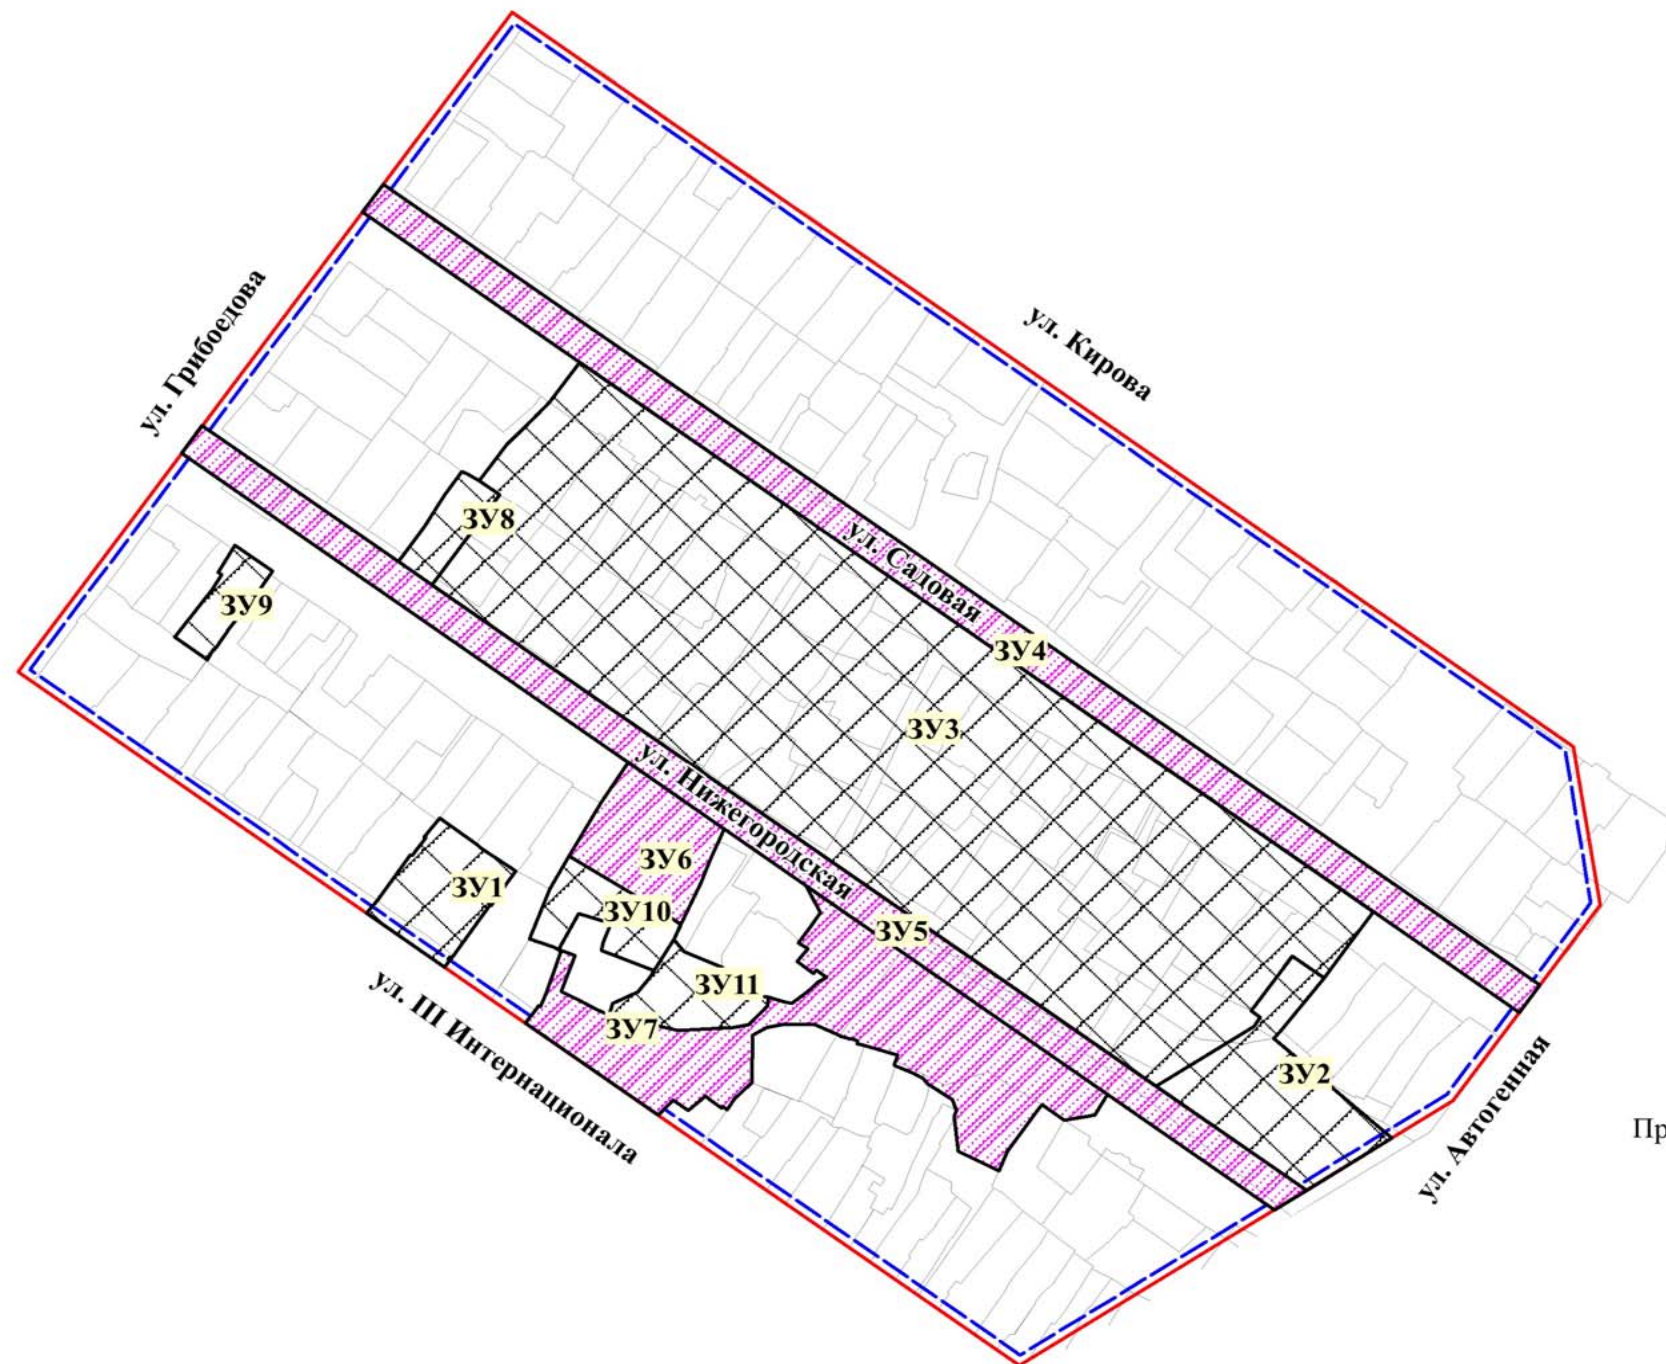 ул. Кирова
ул. Грибоедова
ЗУ8
ул. Садовая
ЗУ9
ЗУ4
ЗУ3
ул. Нижегородская
ЗУ6
ЗУ1
ЗУ10
ЗУ5
ЗУ11
ЗУ7
ул. III Интернационала
ЗУ2
ул. Автогенная
Пр